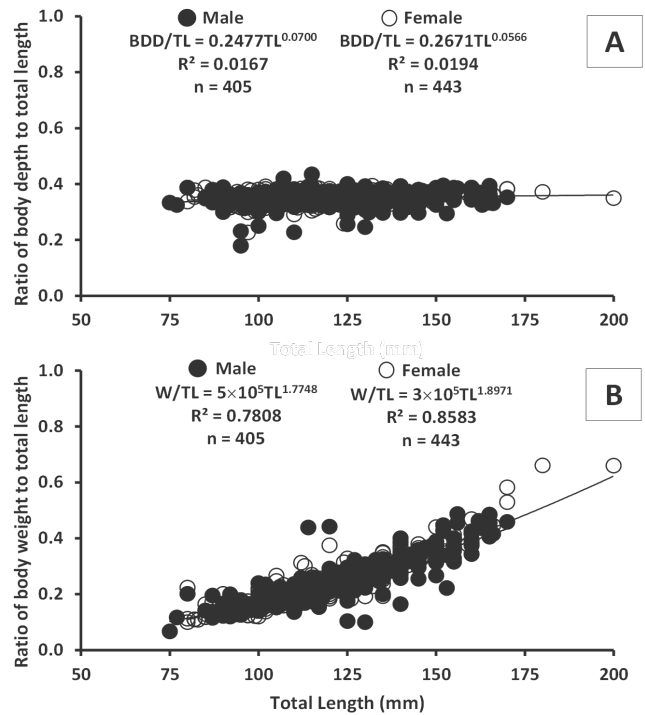 Male
Female
BDD/TL = 0.2477TL^0.0700
BDD/TL = 0.2671TL^0.0566
R² = 0.0167
R² = 0.0194
n = 405
n = 443
A
Ratio of body depth to total length
1.0
0.8
0.6
0.4
0.2
0.0
50
75
100
125
150
175
200
Total Length (mm)
Male
Female
W/TL = 5×10⁵TL^1.7748
W/TL = 3×10⁵TL^1.8971
R² = 0.7808
R² = 0.8583
n = 405
n = 443
B
Ratio of body weight to total length
1.0
0.8
0.6
0.4
0.2
0.0
50
75
100
125
150
175
200
Total Length (mm)